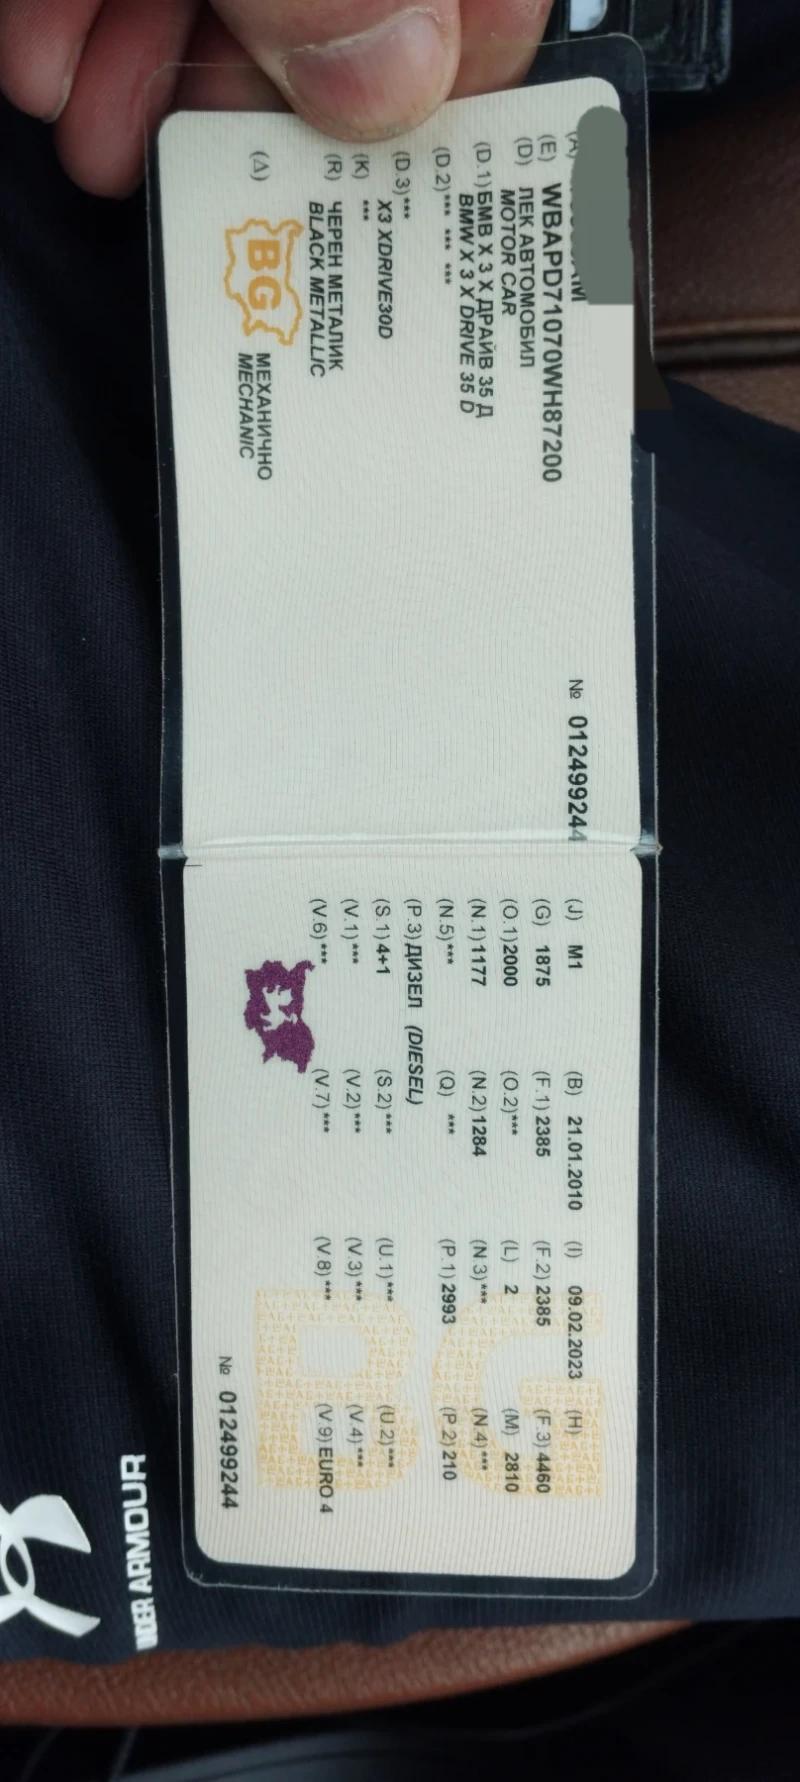 (A)
(E) WBAPD71070WH87200
(D) ЛЕК АВТОМОБИЛ
MOTOR CAR
(D.1) БМВ Х 3 Х ДРАЙВ 35 Д
BMW X 3 X DRIVE 35 D
(D.2) *** *** ***
(D.3) ***
X3 XDRIVE30D
(K) ***
(R) ЧЕРЕН МЕТАЛИК
BLACK METALLIC
(Δ) BG МЕХАНИЧНО
MECHANIC
№ 012499244
(J) M1 (B) 21.01.2010 (I) 09.02.2023 (H)
(G) 1875 (F.1) 2385 (F.2) 2385 (F.3) 4460
(O.1) 2000 (O.2) *** (L) 2 (M) 2810
(N.1) 1177 (N.2) 1284 (N.3) *** (N.4) ***
(N.5) *** (Q) *** (P.1) 2993 (P.2) 210
(P.3) ДИЗЕЛ (DIESEL)
(S.1) 4+1 (S.2) *** (U.1) *** (U.2) ***
(V.1) *** (V.2) *** (V.3) *** (V.4) ***
(V.6) *** (V.7) *** (V.8) *** (V.9) EURO 4
№ 012499244
UNDER ARMOUR